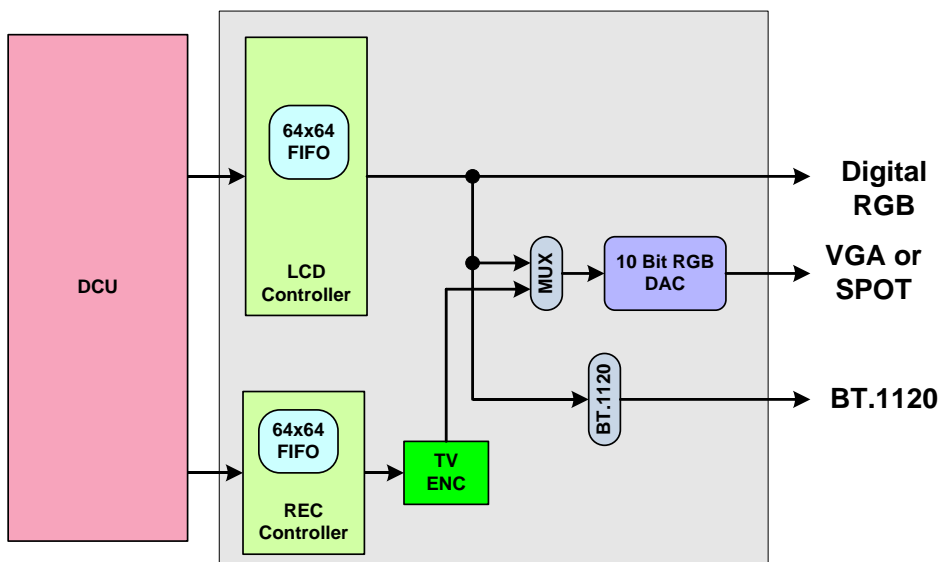 DCU
64x64
FIFO
LCD
Controller
Digital
RGB
MUX
10 Bit RGB
DAC
VGA or
SPOT
BT.1120
BT.1120
64x64
FIFO
REC
Controller
TV
ENC